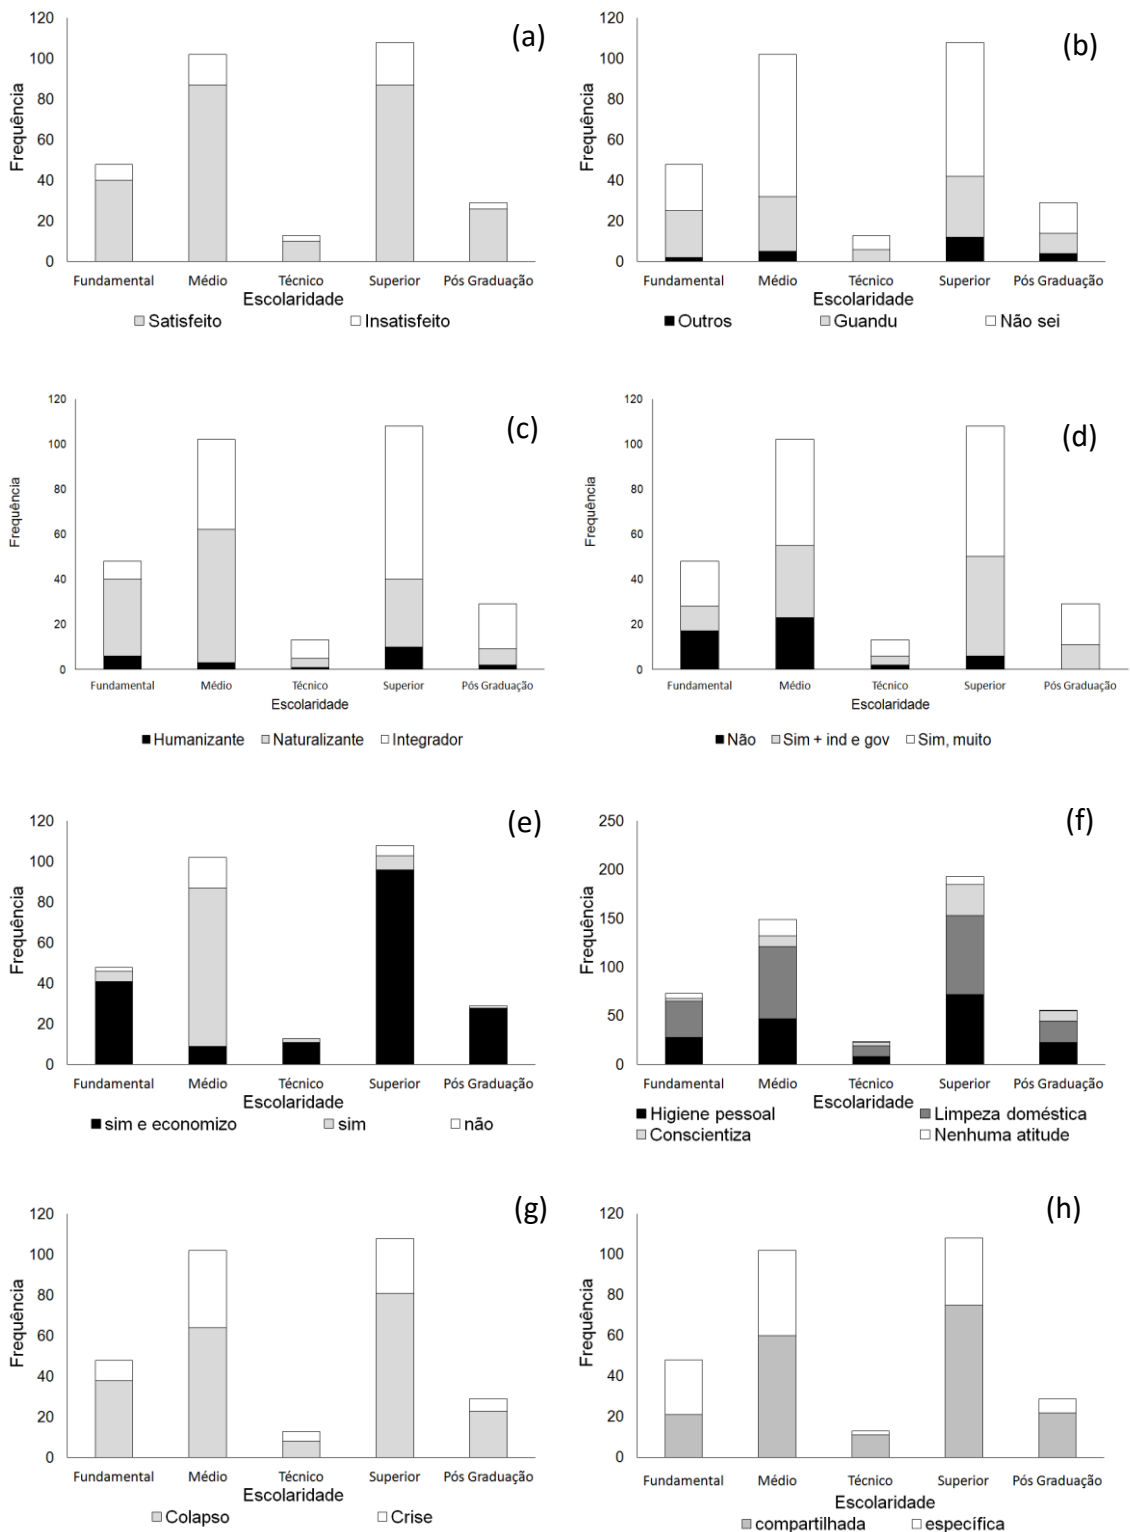 (a)
120
100
80
60
40
20
0
Frequência
Fundamental Médio Técnico Superior Pós Graduação
Escolaridade
Satisfeito Insatisfeito
(b)
120
100
80
60
40
20
0
Frequência
Fundamental Médio Técnico Superior Pós Graduação
Escolaridade
Outros Guandu Não sei
(c)
120
100
80
60
40
20
0
Frequência
Fundamental Médio Técnico Superior Pós Graduação
Escolaridade
Humanizante Naturalizante Integrador
(d)
120
100
80
60
40
20
0
Frequência
Fundamental Médio Técnico Superior Pós Graduação
Escolaridade
Não Sim + ind e gov Sim, muito
(e)
120
100
80
60
40
20
0
Frequência
Fundamental Médio Técnico Superior Pós Graduação
Escolaridade
sim e economizo sim não
(f)
250
200
150
100
50
0
Frequência
Fundamental Médio Técnico Superior Pós Graduação
Escolaridade
Higiene pessoal Limpeza doméstica
Conscientiza Nenhuma atitude
(g)
120
100
80
60
40
20
0
Frequência
Fundamental Médio Técnico Superior Pós Graduação
Escolaridade
Colapso Crise
(h)
120
100
80
60
40
20
0
Frequência
Fundamental Médio Técnico Superior Pós Graduação
Escolaridade
compartilhada específica